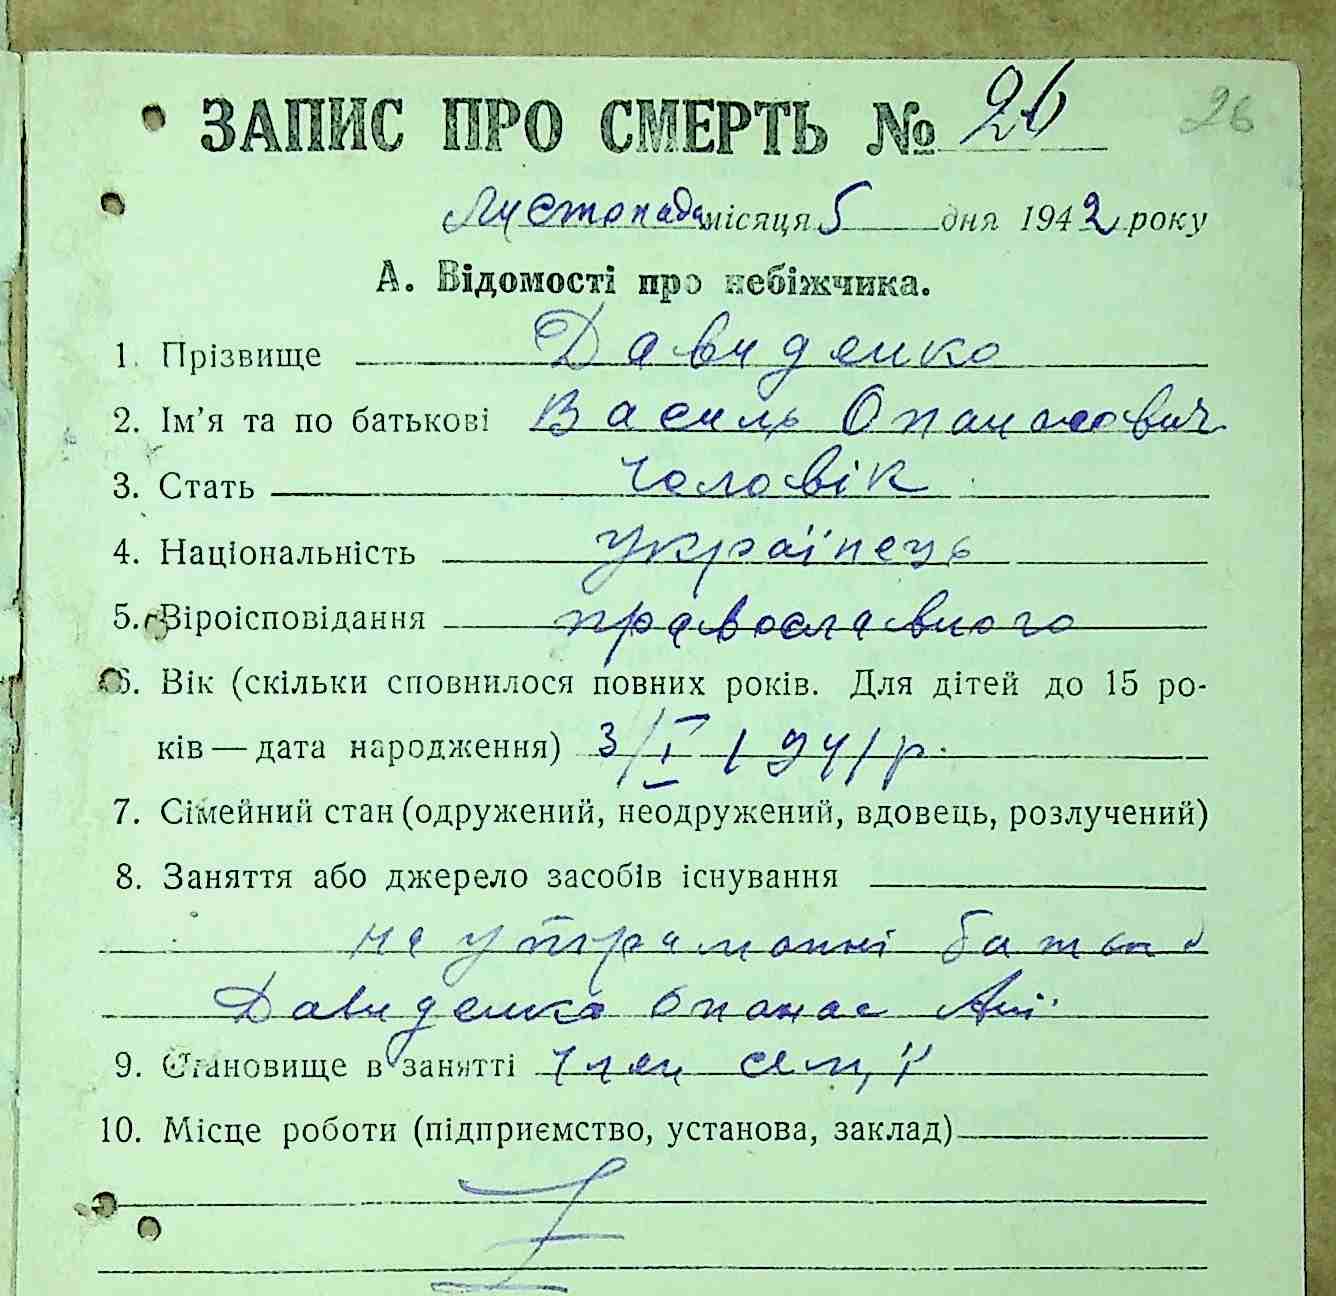 ЗАПИС ПРО СМЕРТЬ № 26 26
Листопада місяця 5 дня 1942 року
А. Відомості про небіжчика.
1. Прізвище Давиденко
2. Ім'я та по батькові Василь Опанасович
3. Стать Чоловік
4. Національність українець
5. Віроісповідання православного
6. Вік (скільки сповнилося повних років. Для дітей до 15 ро-
ків — дата народження) 3/I 1941 р.
7. Сімейний стан (одружений, неодружений, вдовець, розлучений)
8. Заняття або джерело засобів існування
на утриманні батька
Давиденко Опанас
9. Становище в занятті член сім'ї
10. Місце роботи (підприємство, установа, заклад)